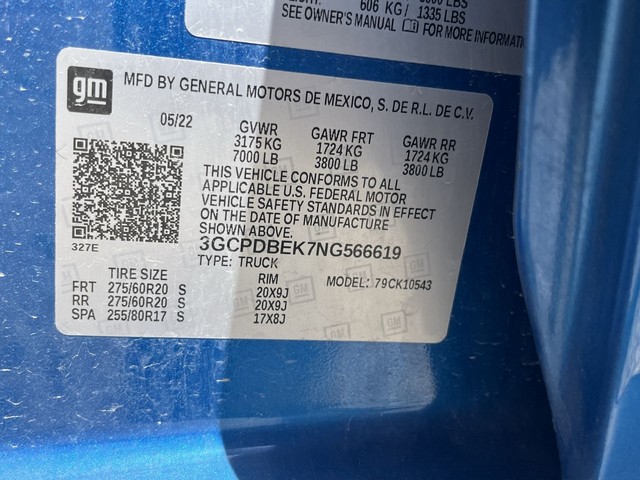 606 KG / 1335 LBS
SEE OWNER'S MANUAL FOR MORE INFORMATION
gm
MFD BY GENERAL MOTORS DE MEXICO, S. DE R.L. DE C.V.
05/22
GVWR GAWR FRT GAWR RR
3175 KG 1724 KG 1724 KG
7000 LB 3800 LB 3800 LB
THIS VEHICLE CONFORMS TO ALL
APPLICABLE U.S. FEDERAL MOTOR
VEHICLE SAFETY STANDARDS IN EFFECT
ON THE DATE OF MANUFACTURE
SHOWN ABOVE.
327E
3GCPDBEK7NG566619
TYPE: TRUCK
TIRE SIZE RIM MODEL: 79CK10543
FRT 275/60R20 S 20X9J
RR 275/60R20 S 20X9J
SPA 255/80R17 S 17X8J